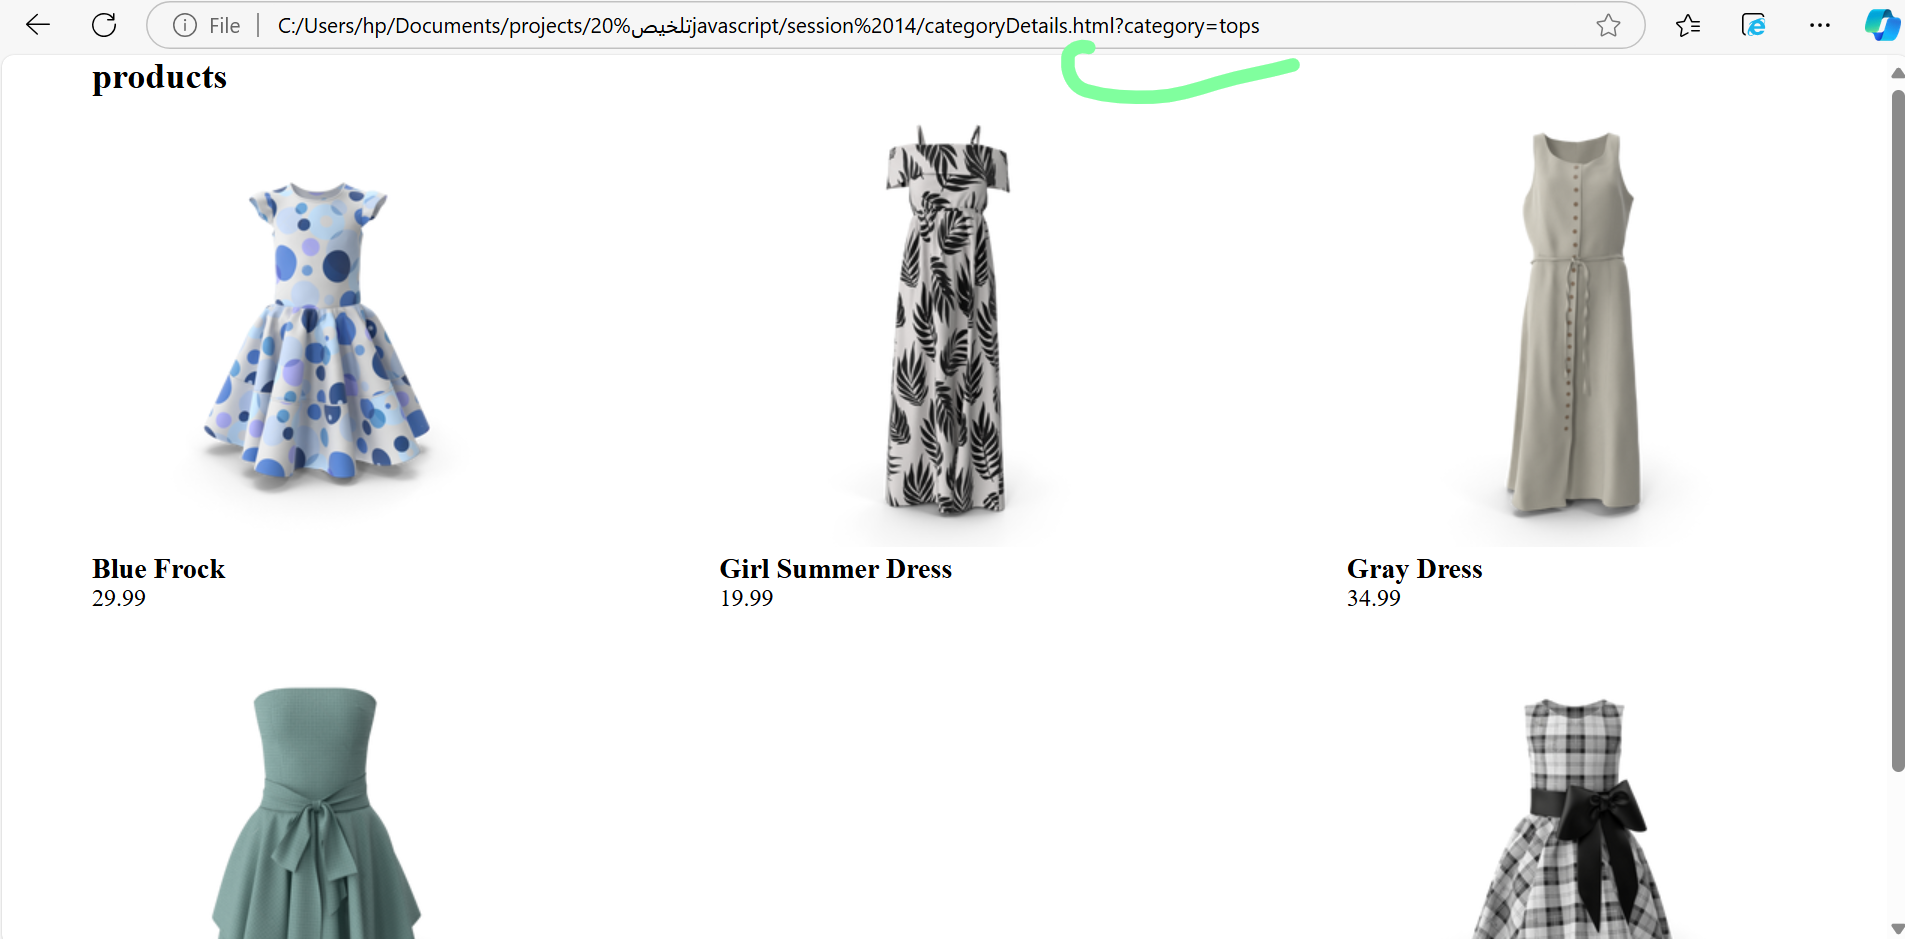 File
C:/Users/hp/Documents/projects/20%تلخيصjavascript/session%2014/categoryDetails.html?category=tops
products
Blue Frock
29.99
Girl Summer Dress
19.99
Gray Dress
34.99